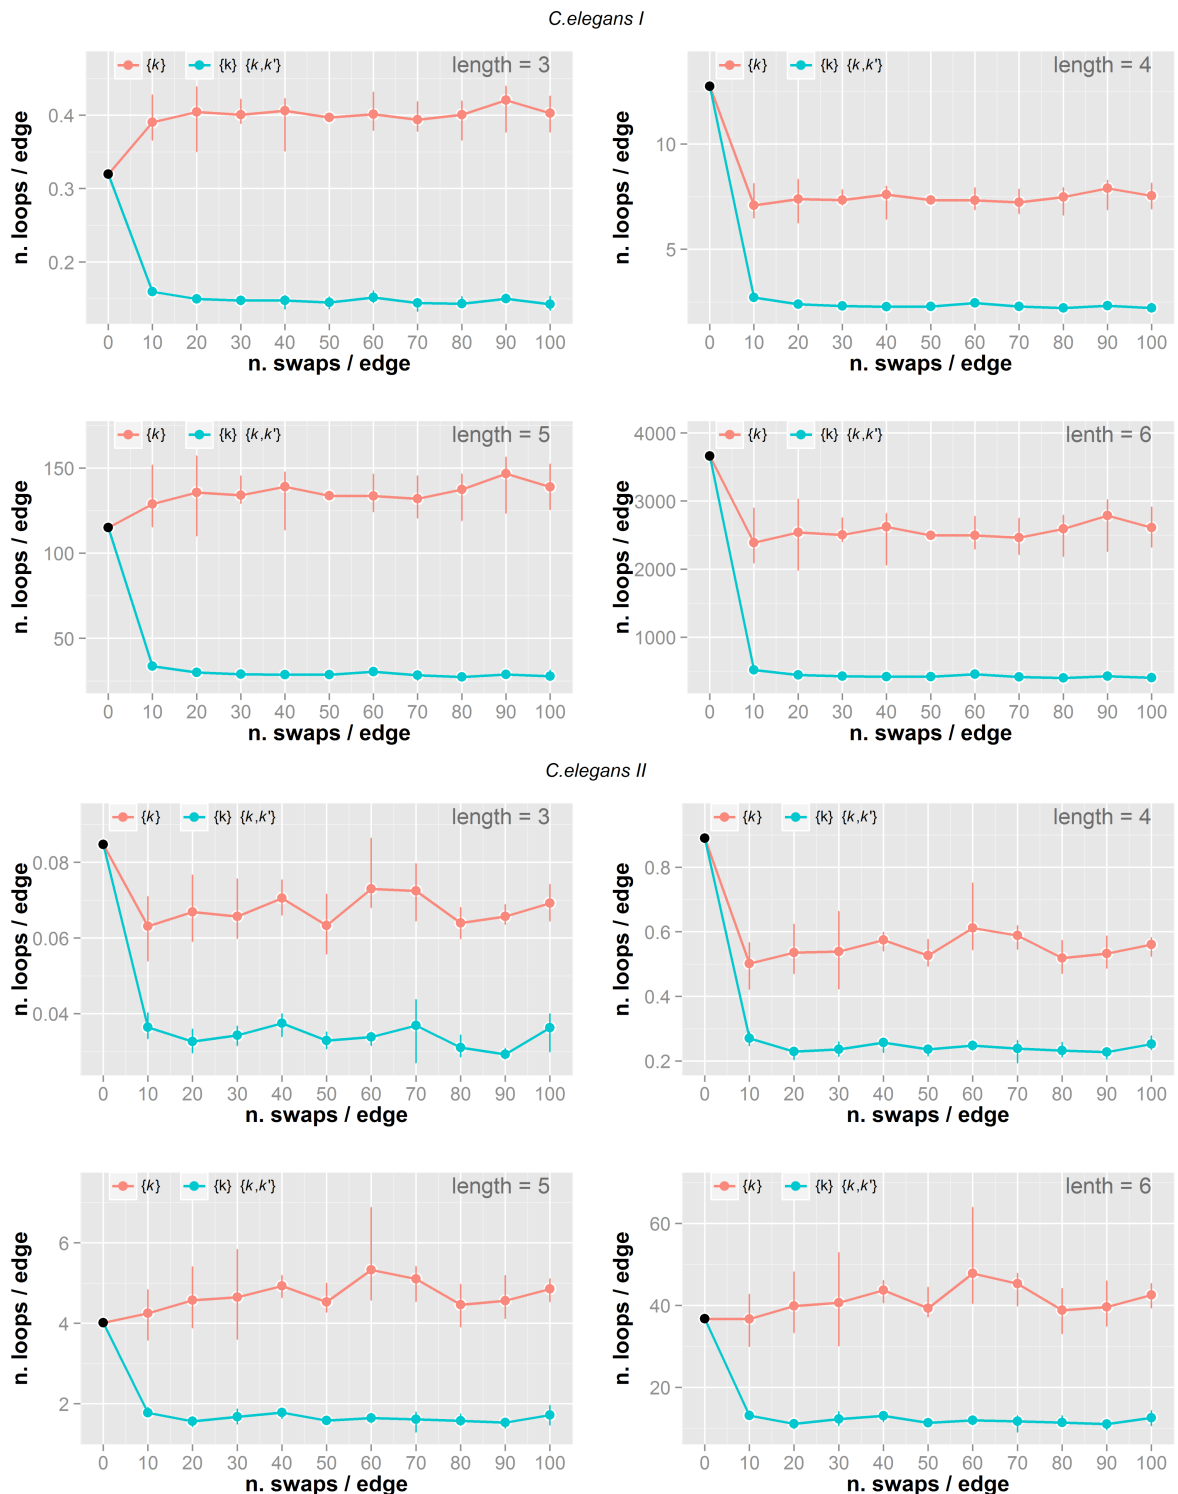 C.elegans I
{k} {k} {k,k'} length = 3
n. loops / edge
0.4
0.3
0.2
0 10 20 30 40 50 60 70 80 90 100
n. swaps / edge
{k} {k} {k,k'} length = 4
n. loops / edge
10
5
0 10 20 30 40 50 60 70 80 90 100
n. swaps / edge
{k} {k} {k,k'} length = 5
n. loops / edge
150
100
50
0 10 20 30 40 50 60 70 80 90 100
n. swaps / edge
{k} {k} {k,k'} lenth = 6
n. loops / edge
4000
3000
2000
1000
0 10 20 30 40 50 60 70 80 90 100
n. swaps / edge
C.elegans II
{k} {k} {k,k'} length = 3
n. loops / edge
0.08
0.06
0.04
0 10 20 30 40 50 60 70 80 90 100
n. swaps / edge
{k} {k} {k,k'} length = 4
n. loops / edge
0.8
0.6
0.4
0.2
0 10 20 30 40 50 60 70 80 90 100
n. swaps / edge
{k} {k} {k,k'} length = 5
n. loops / edge
6
4
2
0 10 20 30 40 50 60 70 80 90 100
n. swaps / edge
{k} {k} {k,k'} lenth = 6
n. loops / edge
60
40
20
0 10 20 30 40 50 60 70 80 90 100
n. swaps / edge